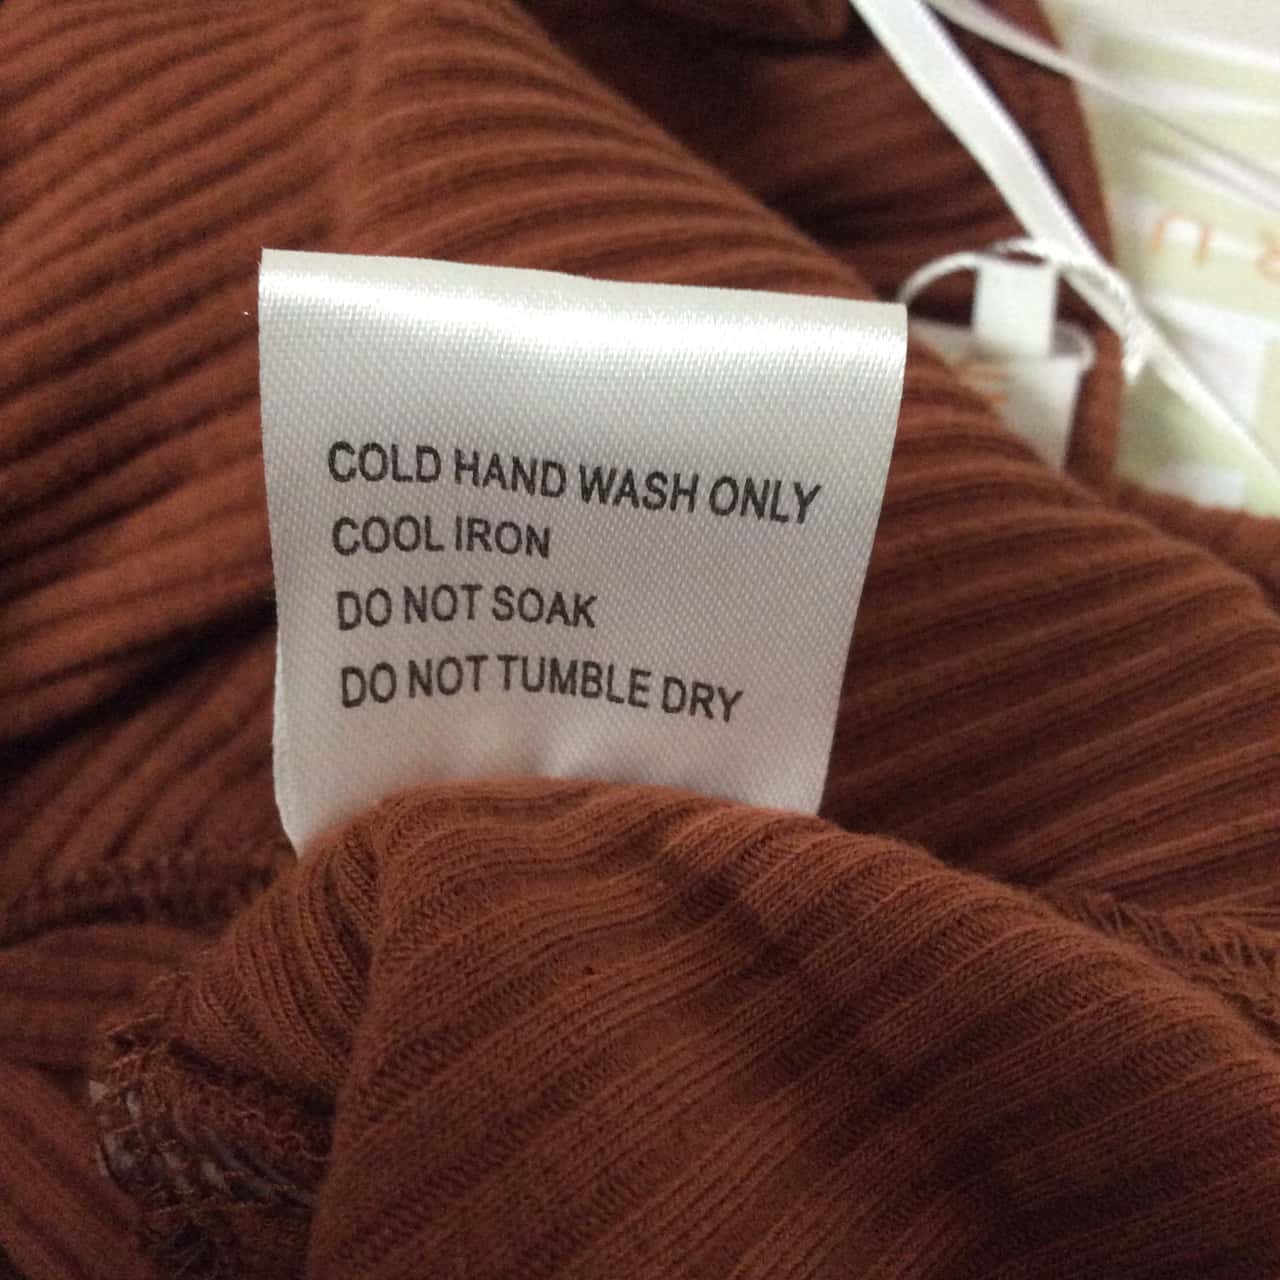 COLD HAND WASH ONLY
COOL IRON
DO NOT SOAK
DO NOT TUMBLE DRY